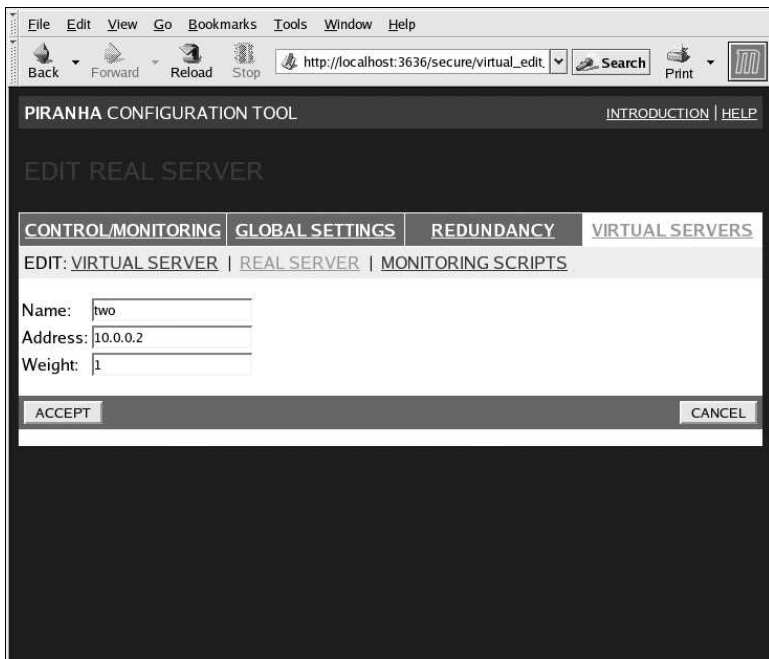 File Edit View Go Bookmarks Tools Window Help
Back Forward Reload Stop http://localhost:3636/secure/virtual_edit_ Search Print
PIRANHA CONFIGURATION TOOL INTRODUCTION | HELP
EDIT REAL SERVER
CONTROL/MONITORING GLOBAL SETTINGS REDUNDANCY VIRTUAL SERVERS
EDIT: VIRTUAL SERVER | REAL SERVER | MONITORING SCRIPTS
Name: two
Address: 10.0.0.2
Weight: 1
ACCEPT CANCEL